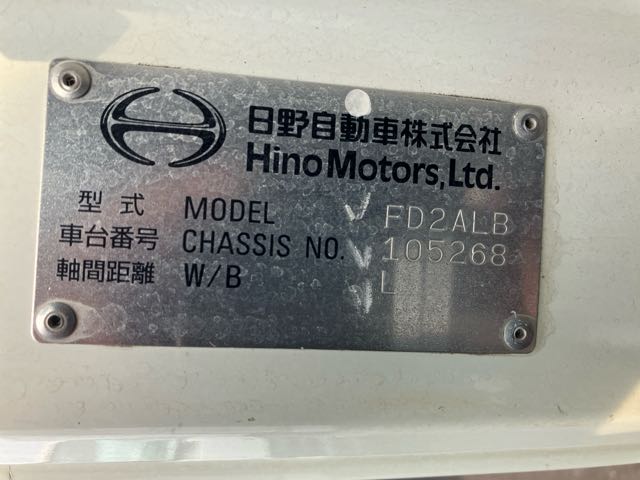 日野自動車株式会社
Hino Motors, Ltd.
型式 MODEL FD2ALB
車台番号 CHASSIS NO. 105268
軸間距離 W/B L